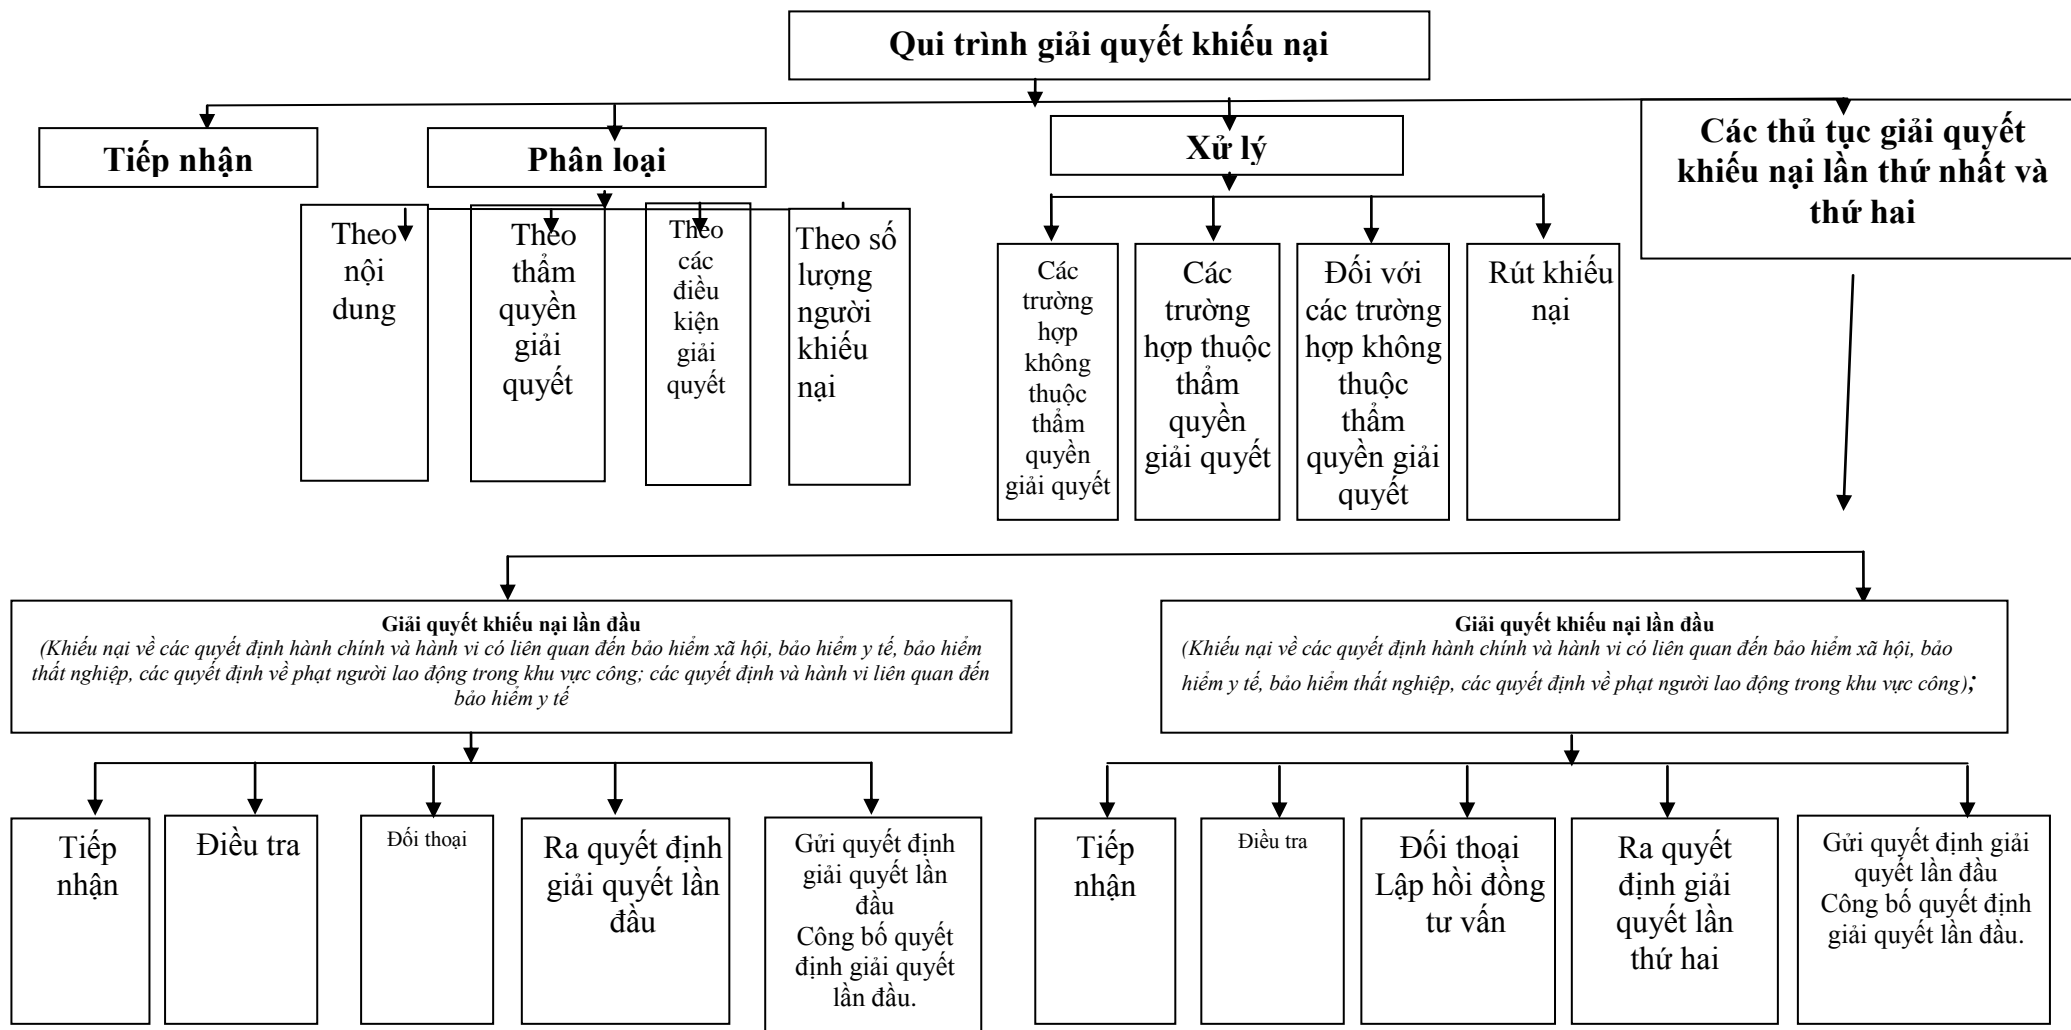 Qui trình giải quyết khiếu nại
Tiếp nhận
Phân loại
Xử lý
Các thủ tục giải quyết
khiếu nại lần thứ nhất và
thứ hai
Theo
nội
dung
Theo
thẩm
quyền
giải
quyết
Theo
các
điều
kiện
giải
quyết
Theo số
lượng
người
khiếu
nại
Các
trường
hợp
không
thuộc
thẩm
quyền
giải quyết
Các
trường
hợp thuộc
thẩm
quyền
giải quyết
Đối với
các trường
hợp không
thuộc
thẩm
quyền giải
quyết
Rút khiếu
nại
Giải quyết khiếu nại lần đầu
(Khiếu nại về các quyết định hành chính và hành vi có liên quan đến bảo hiểm xã hội, bảo hiểm y tế, bảo hiểm
thất nghiệp, các quyết định về phạt người lao động trong khu vực công; các quyết định và hành vi liên quan đến
bảo hiểm y tế
Giải quyết khiếu nại lần đầu
(Khiếu nại về các quyết định hành chính và hành vi có liên quan đến bảo hiểm xã hội, bảo
hiểm y tế, bảo hiểm thất nghiệp, các quyết định về phạt người lao động trong khu vực công);
Tiếp
nhận
Điều tra
Đối thoại
Ra quyết định
giải quyết lần
đầu
Gửi quyết định
giải quyết lần
đầu
Công bố quyết
định giải quyết
lần đầu.
Tiếp
nhận
Điều tra
Đối thoại
Lập hồi đồng
tư vấn
Ra quyết
định giải
quyết lần
thứ hai
Gửi quyết định giải
quyết lần đầu
Công bố quyết định
giải quyết lần đầu.